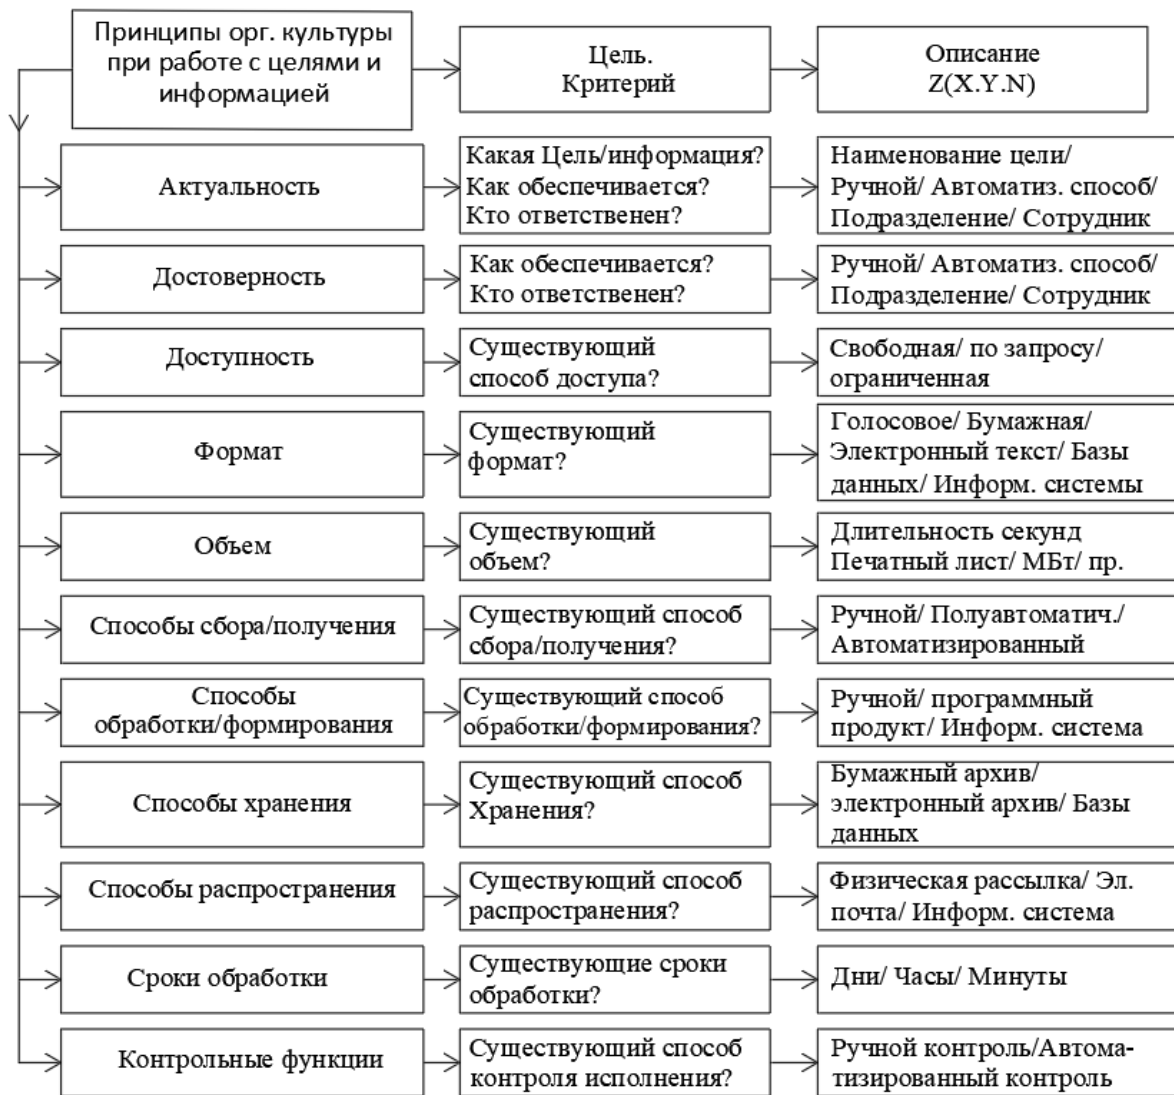 Принципы орг. культуры
при работе с целями и
информацией
Цель.
Критерий
Описание
Z(X.Y.N)
Актуальность
Какая Цель/информация?
Как обеспечивается?
Кто ответственен?
Наименование цели/
Ручной/ Автоматиз. способ/
Подразделение/ Сотрудник
Достоверность
Как обеспечивается?
Кто ответственен?
Ручной/ Автоматиз. способ/
Подразделение/ Сотрудник
Доступность
Существующий
способ доступа?
Свободная/ по запросу/
ограниченная
Формат
Существующий
формат?
Голосовое/ Бумажная/
Электронный текст/ Базы
данных/ Информ. системы
Объем
Существующий
объем?
Длительность секунд
Печатный лист/ МБт/ пр.
Способы сбора/получения
Существующий способ
сбора/получения?
Ручной/ Полуавтоматич./
Автоматизированный
Способы
обработки/формирования
Существующий способ
обработки/формирования?
Ручной/ программный
продукт/ Информ. система
Способы хранения
Существующий способ
Хранения?
Бумажный архив/
электронный архив/ Базы
данных
Способы распространения
Существующий способ
распространения?
Физическая рассылка/ Эл.
почта/ Информ. система
Сроки обработки
Существующие сроки
обработки?
Дни/ Часы/ Минуты
Контрольные функции
Существующий способ
контроля исполнения?
Ручной контроль/Автома-
тизированный контроль